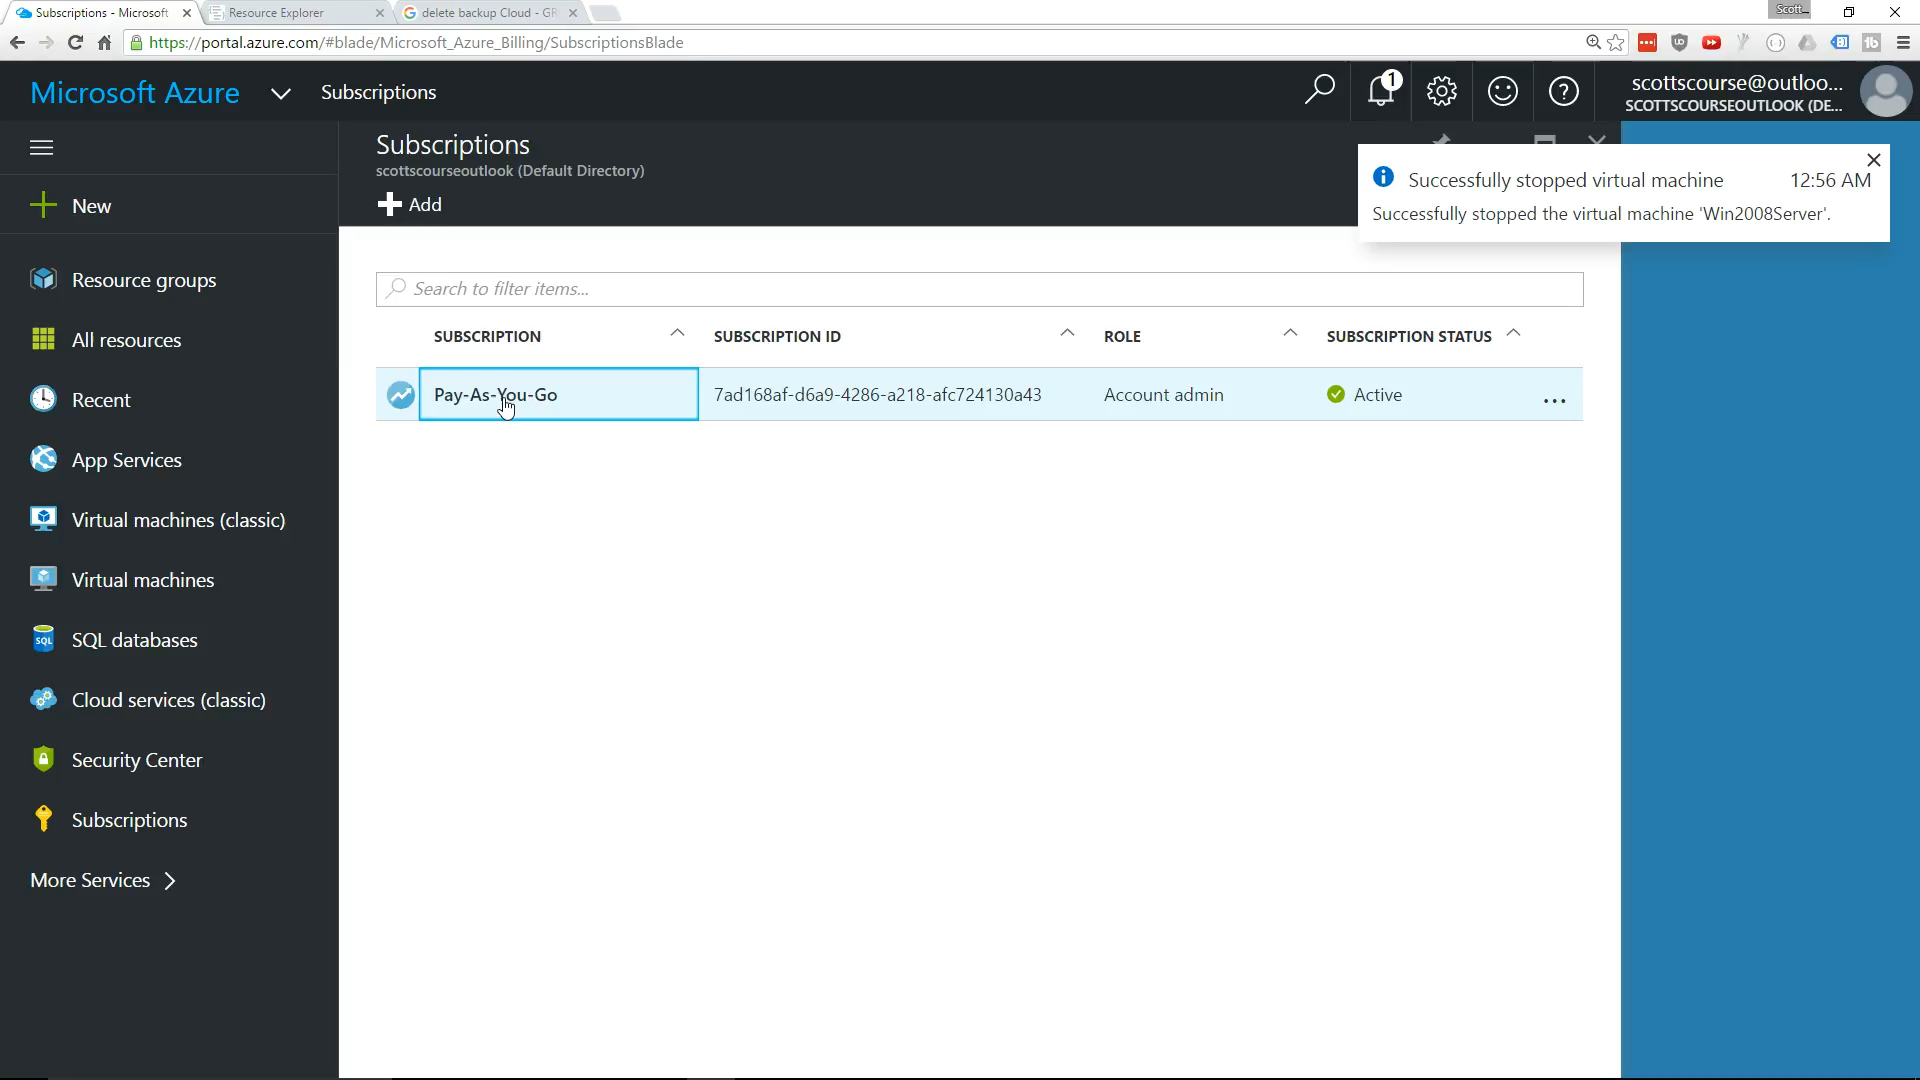 Subscriptions - Microsoft
Resource Explorer
delete backup Cloud - GR
Scott_
https://portal.azure.com/#blade/Microsoft_Azure_Billing/SubscriptionsBlade
Microsoft Azure
Subscriptions
1
scottscourse@outloo...
SCOTTSCOURSEOUTLOOK (DE...
Subscriptions
scottscourseoutlook (Default Directory)
Add
Successfully stopped virtual machine 12:56 AM
Successfully stopped the virtual machine 'Win2008Server'.
New
Resource groups
All resources
Recent
App Services
Virtual machines (classic)
Virtual machines
SQL
SQL databases
Cloud services (classic)
Security Center
Subscriptions
More Services
Search to filter items...
SUBSCRIPTION SUBSCRIPTION ID ROLE SUBSCRIPTION STATUS
Pay-As-You-Go 7ad168af-d6a9-4286-a218-afc724130a43 Account admin Active ...